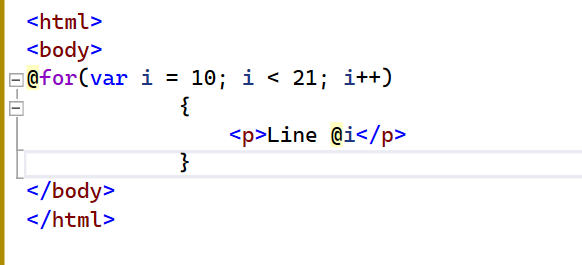 <html>
<body>
@for(var i = 10; i < 21; i++)
{
<p>Line @i</p>
}
</body>
</html>